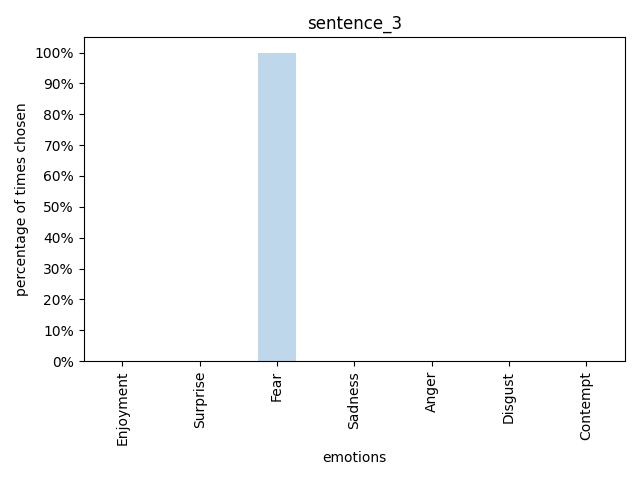 sentence_3
percentage of times chosen
100%
90%
80%
70%
60%
50%
40%
30%
20%
10%
0%
Enjoyment
Surprise
Fear
Sadness
Anger
Disgust
Contempt
emotions